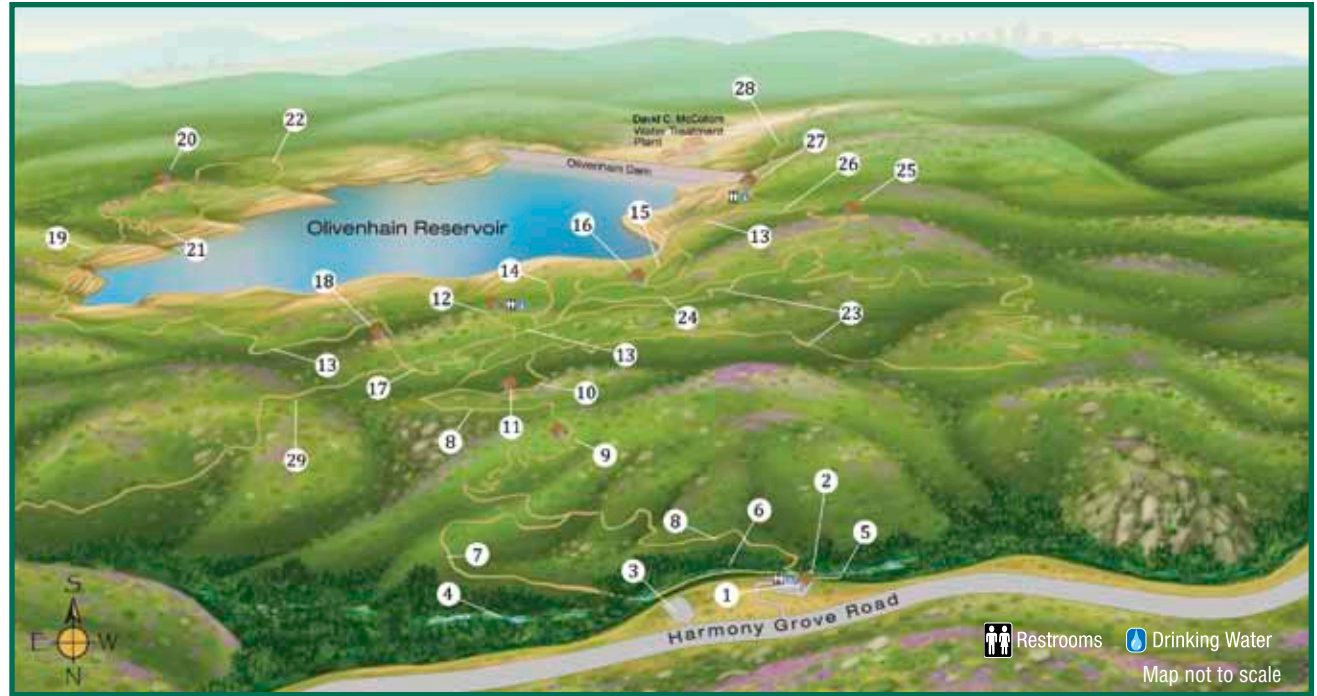 28
David C. McCollom
Water Treatment
Plant
20
22
27
Olivenhain Dam
26
25
15
Olivenhain Reservoir
16
13
19
21
18
14
12
24
23
13
13
17
10
8
11
9
29
2
8
6
5
7
3
4
1
Harmony Grove Road
S
E W
N
Restrooms
Drinking Water
Map not to scale